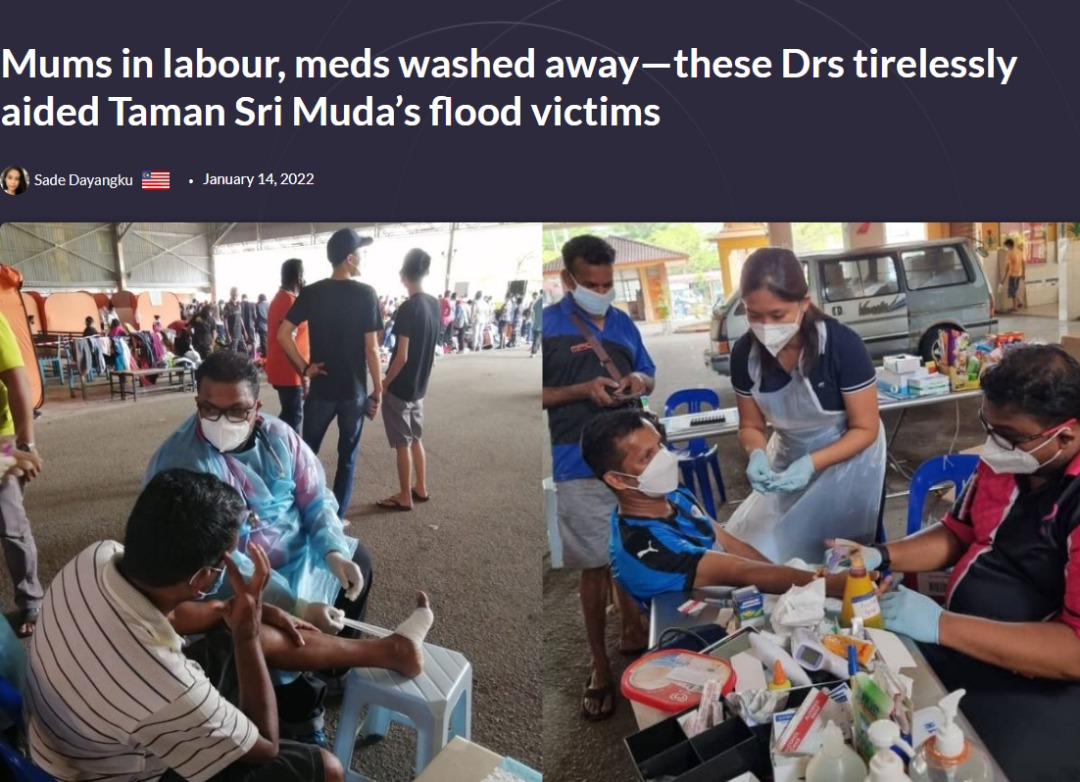 Mums in labour, meds washed away—these Drs tirelessly
aided Taman Sri Muda’s flood victims
Sade Dayangku • January 14, 2022